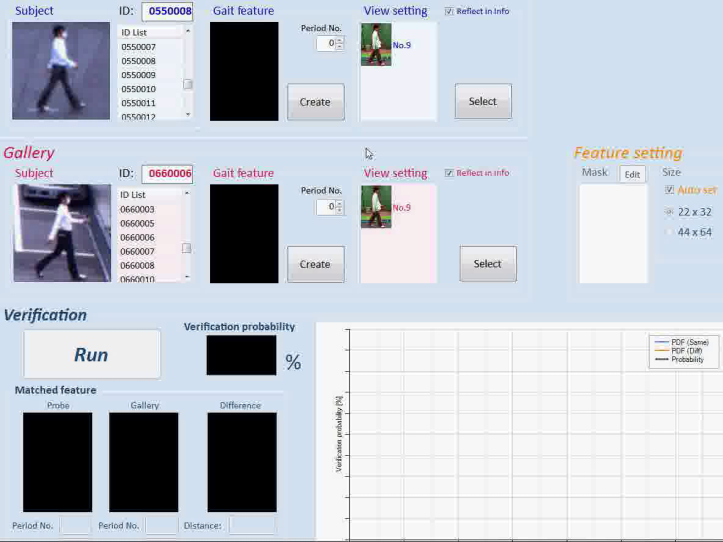 Subject
ID: 0550008
Gait feature
View setting
Reflect in Info
ID List
0550007
0550008
0550009
0550010
0550011
0550012
Period No.
0
No.9
Create
Select
Gallery
Subject
ID: 0660006
Gait feature
View setting
Reflect in Info
ID List
0660003
0660005
0660006
0660007
0660008
0660010
Period No.
0
No.9
Create
Select
Feature setting
Mask
Edit
Size
Auto set
22 x 32
44 x 64
Verification
Run
Verification probability
%
Matched feature
Probe
Gallery
Difference
Period No.
Period No.
Distance:
Verification probability [%]
PDF (Same)
PDF (Diff)
Probability